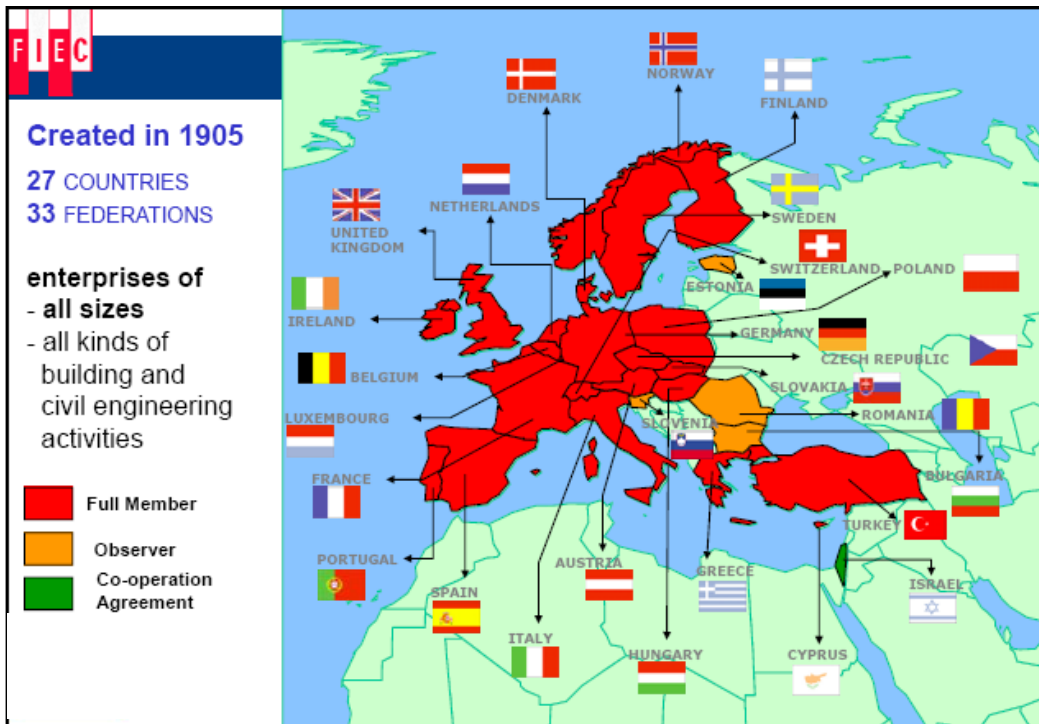 FIEC
Created in 1905
27 COUNTRIES
33 FEDERATIONS
enterprises of
- all sizes
- all kinds of
building and
civil engineering
activities
Full Member
Observer
Co-operation
Agreement
NORWAY
DENMARK
FINLAND
NETHERLANDS
UNITED
KINGDOM
SWEDEN
SWITZERLAND
POLAND
ESTONIA
IRELAND
GERMANY
CZECH REPUBLIC
BELGIUM
SLOVAKIA
LUXEMBOURG
SLOVENIA
ROMANIA
FRANCE
BULGARIA
TURKEY
PORTUGAL
AUSTRIA
GREECE
ISRAEL
SPAIN
ITALY
HUNGARY
CYPRUS